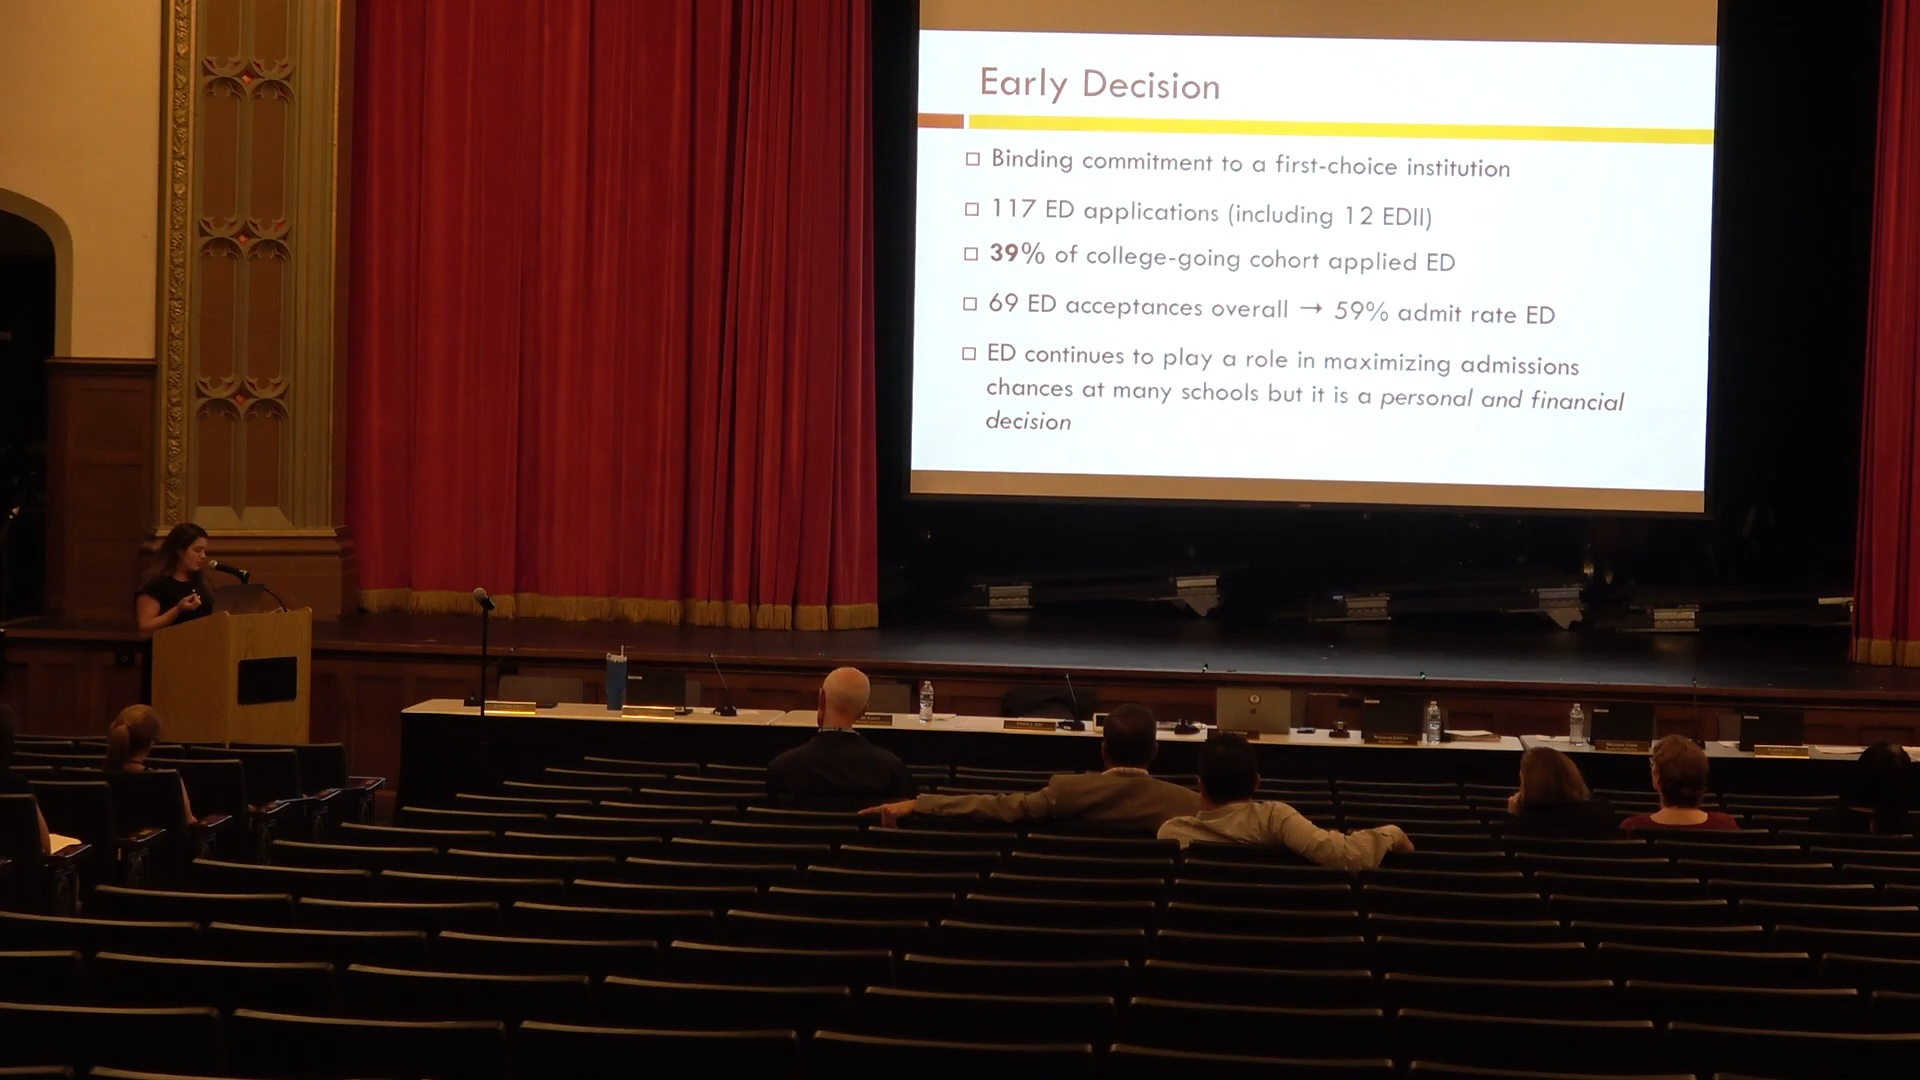 Early Decision
Binding commitment to a first-choice institution
117 ED applications (including 12 EDII)
39% of college-going cohort applied ED
69 ED acceptances overall → 59% admit rate ED
ED continues to play a role in maximizing admissions
chances at many schools but it is a personal and financial
decision